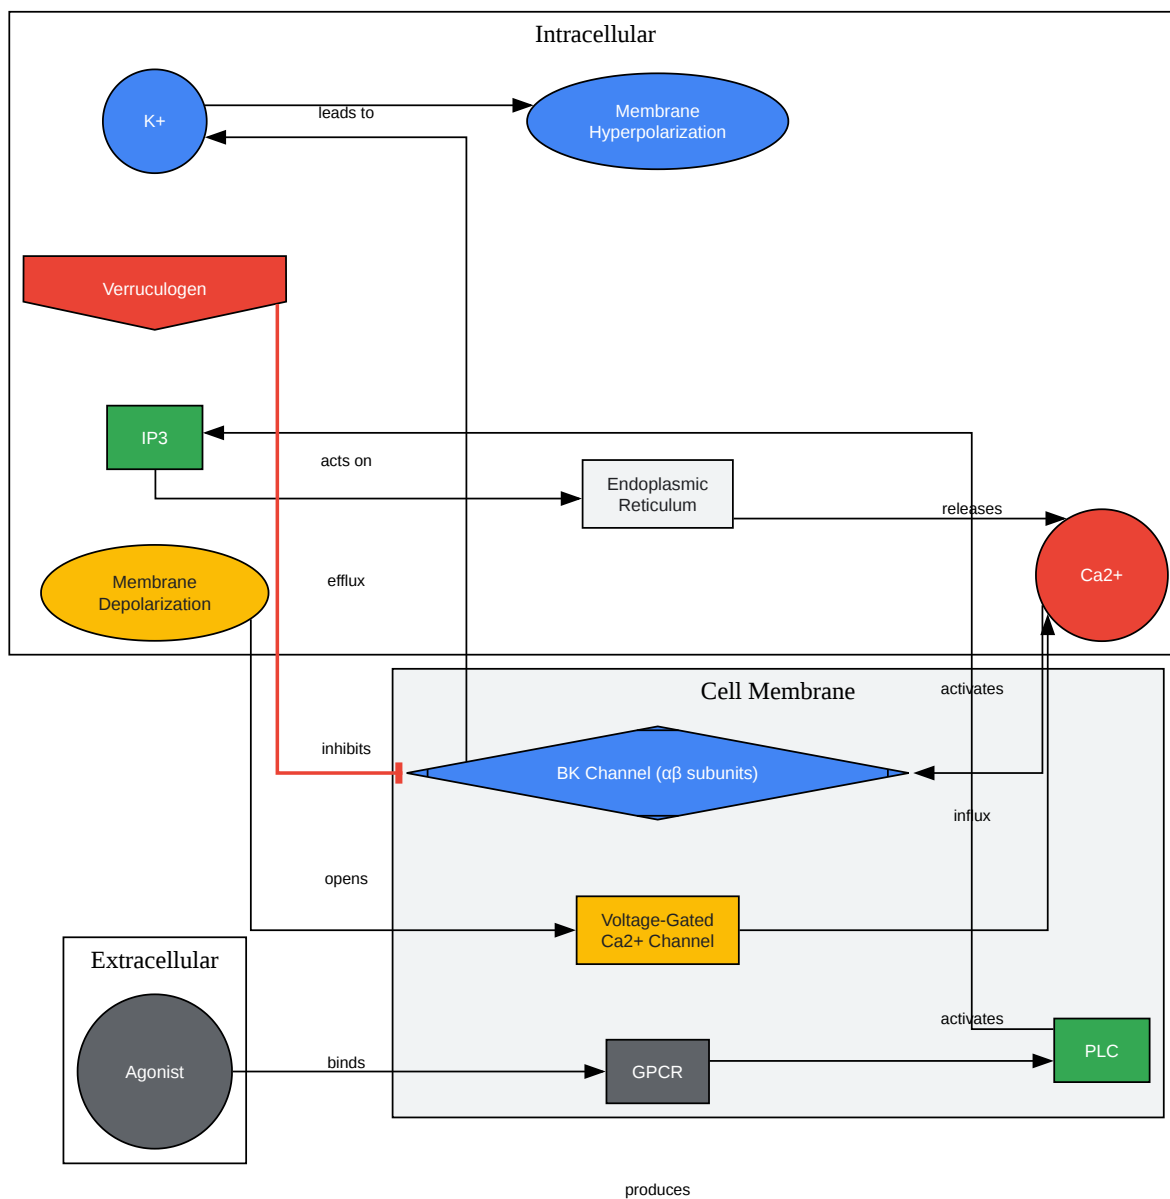 Intracellular
K+
leads to
Membrane
Hyperpolarization
Verruculogen
IP3
acts on
Endoplasmic
Reticulum
releases
Ca2+
Membrane
Depolarization
efflux
Cell Membrane
activates
inhibits
BK Channel (αβ subunits)
influx
opens
Voltage-Gated
Ca2+ Channel
Extracellular
Agonist
binds
GPCR
activates
PLC
produces